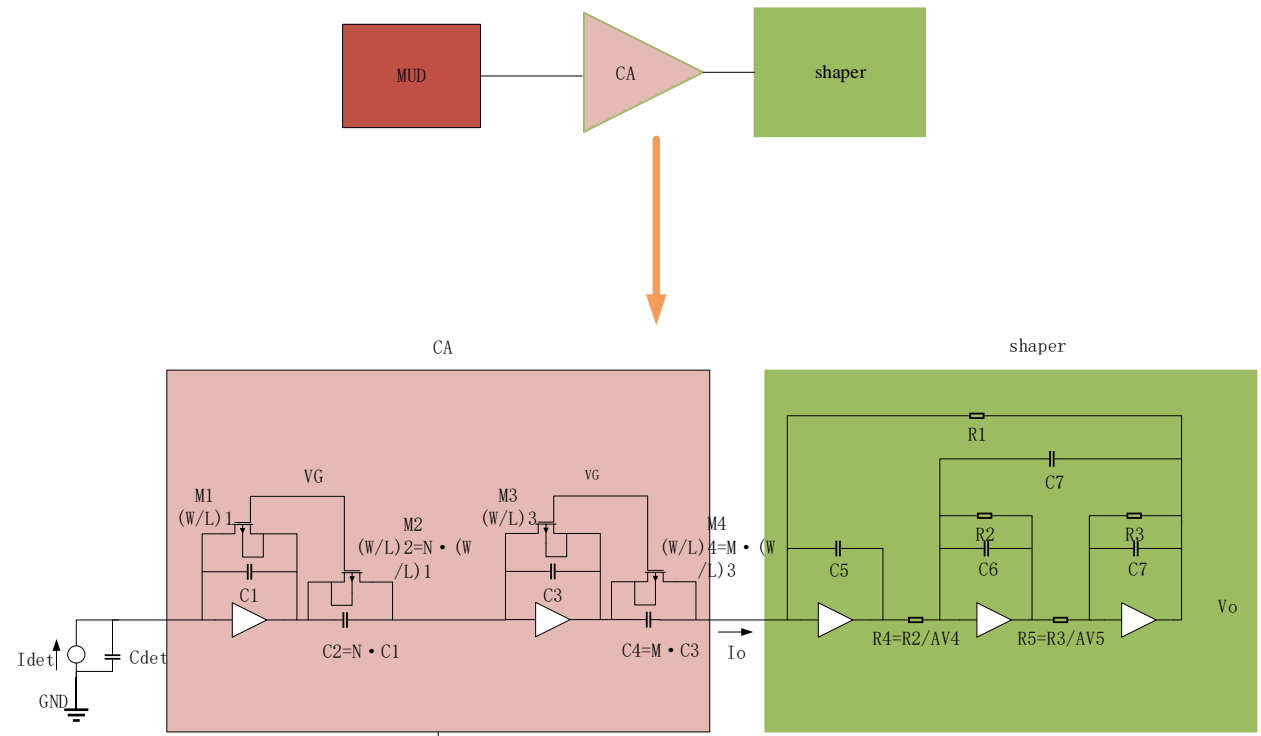 MUD
CA
shaper
CA
shaper
R1
C7
VG
VG
M1
(W/L)1
M2
(W/L)2=N·(W
/L)1
M3
(W/L)3
M4
(W/L)4=M·(W
/L)3
R2
R3
C1
C3
C5
C6
C7
C2=N·C1
C4=M·C3
R4=R2/AV4
R5=R3/AV5
Vo
Idet
Cdet
Io
GND